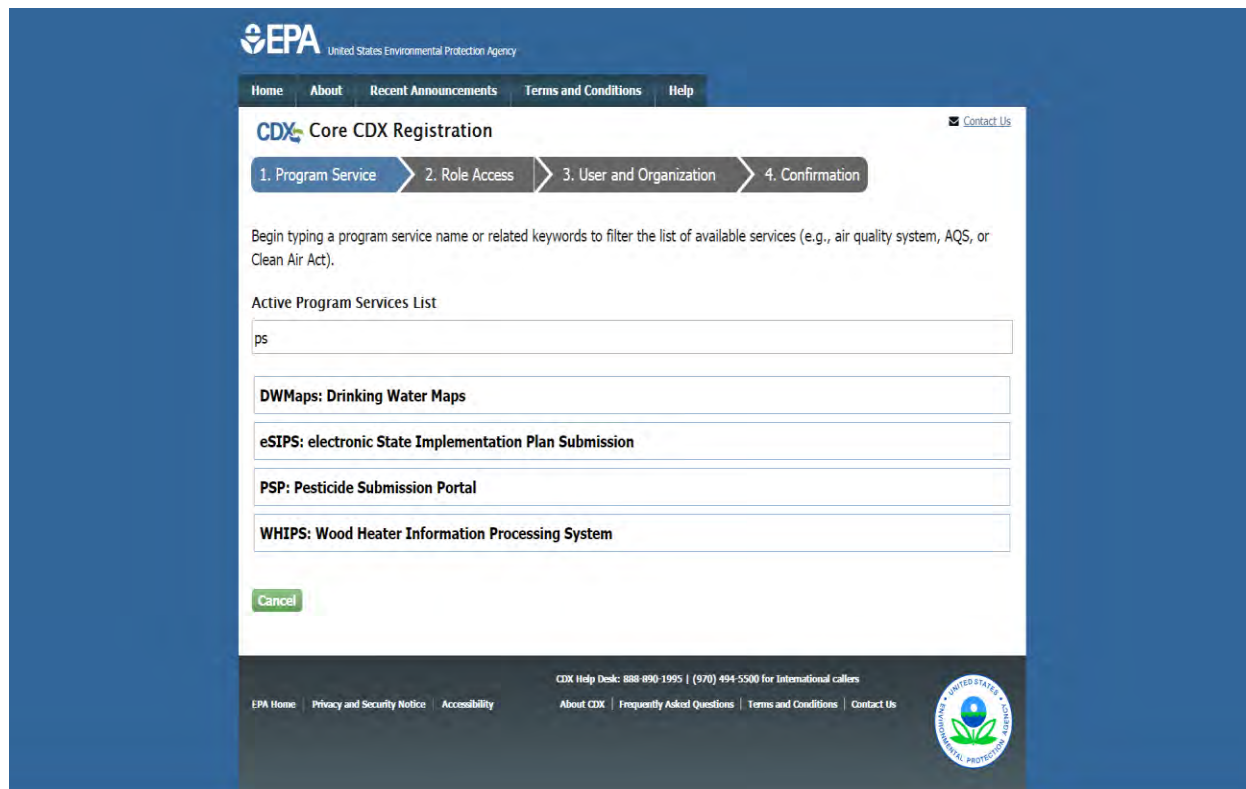 EPA United States Environmental Protection Agency
Home About Recent Announcements Terms and Conditions Help
CDX Core CDX Registration
Contact Us
1. Program Service 2. Role Access 3. User and Organization 4. Confirmation
Begin typing a program service name or related keywords to filter the list of available services (e.g., air quality system, AQS, or
Clean Air Act).
Active Program Services List
ps
DWMaps: Drinking Water Maps
eSIPS: electronic State Implementation Plan Submission
PSP: Pesticide Submission Portal
WHIPS: Wood Heater Information Processing System
Cancel
CDX Help Desk: 888-890-1995 | (970) 494-5500 for International callers
EPA Home | Privacy and Security Notice | Accessibility
About CDX | Frequently Asked Questions | Terms and Conditions | Contact Us
UNITED STATES ENVIRONMENTAL PROTECTION AGENCY